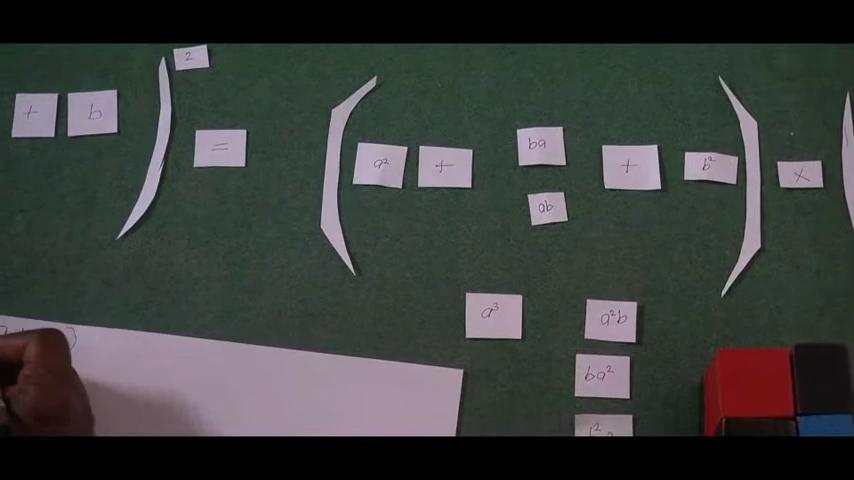 + b ) 2 = ( a² + ba + b² ) × (
ab
a³ a²b
ba²